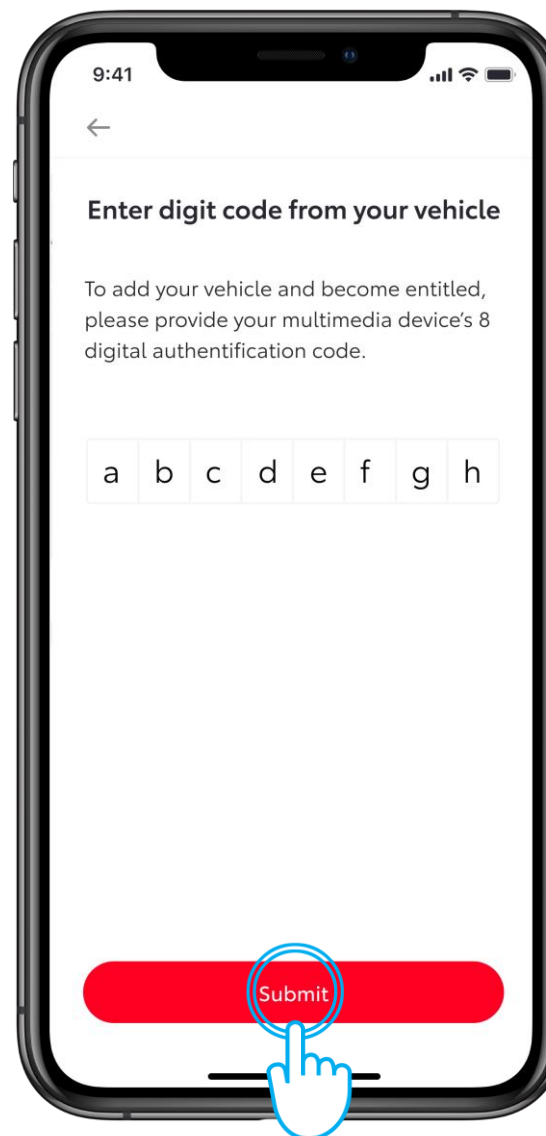 9:41
Enter digit code from your vehicle
To add your vehicle and become entitled,
please provide your multimedia device’s 8
digital authentification code.
a b c d e f g h
Submit